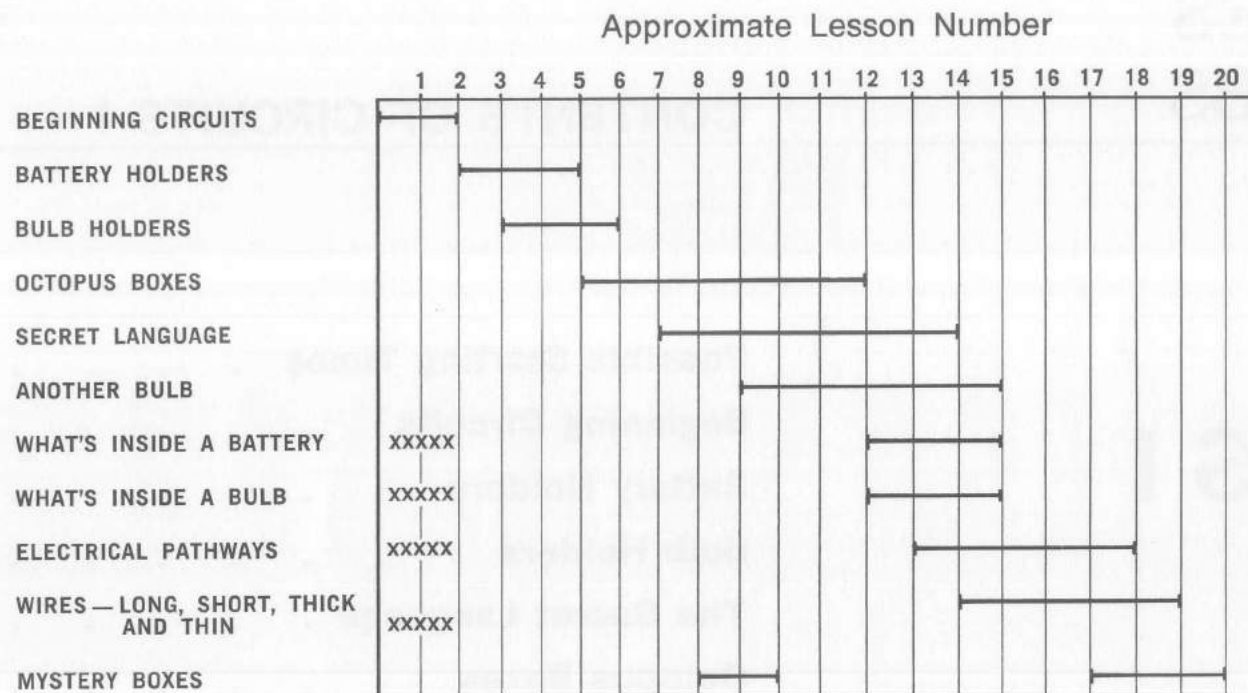 Approximate Lesson Number
1 2 3 4 5 6 7 8 9 10 11 12 13 14 15 16 17 18 19 20
BEGINNING CIRCUITS
BATTERY HOLDERS
BULB HOLDERS
OCTOPUS BOXES
SECRET LANGUAGE
ANOTHER BULB
WHAT'S INSIDE A BATTERY xxxxx
WHAT'S INSIDE A BULB xxxxx
ELECTRICAL PATHWAYS xxxxx
WIRES — LONG, SHORT, THICK
AND THIN xxxxx
MYSTERY BOXES